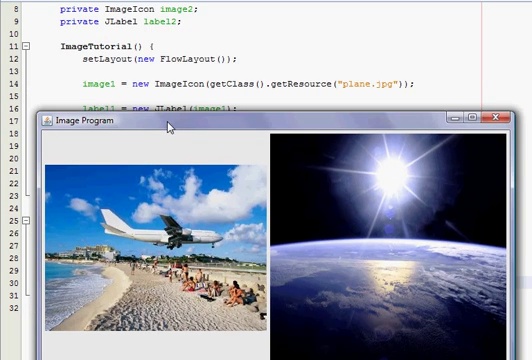 8 private ImageIcon image2;
9 private JLabel label2;
10
11 ImageTutorial() {
12 setLayout(new FlowLayout());
13
14 image1 = new ImageIcon(getClass().getResource("plane.jpg"));
15
16 label1 = new JLabel(image1);
17 Image Program
18
19
20
21
22
23
24
25
26
27
28
29
30
31
32